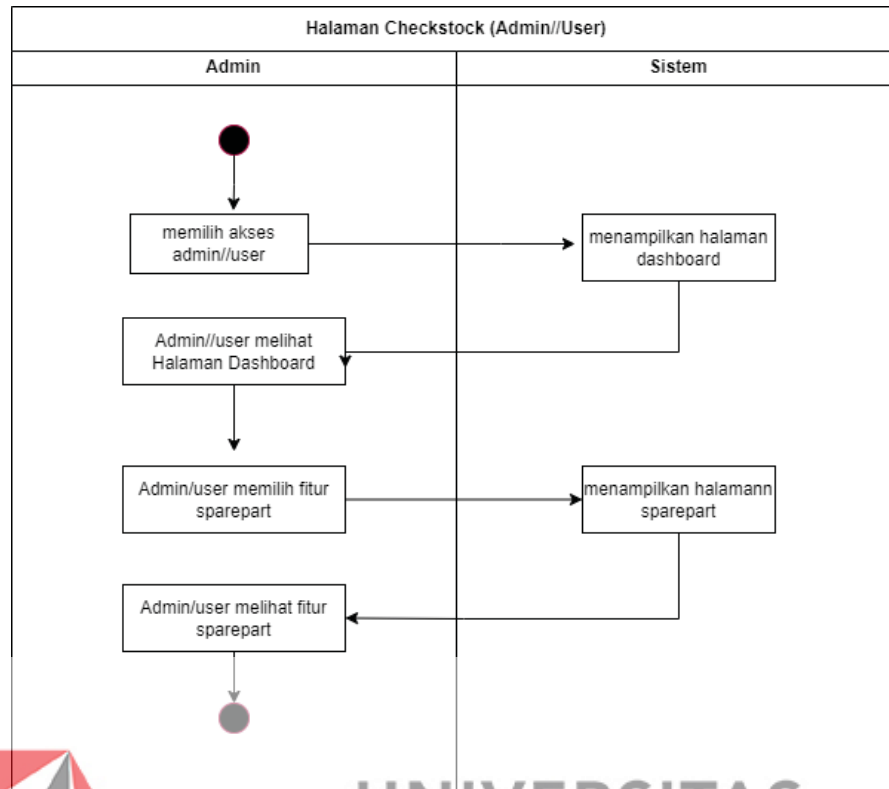 Halaman Checkstock (Admin//User)
Admin
Sistem
memilih akses
admin//user
menampilkan halaman
dashboard
Admin//user melihat
Halaman Dashboard
Admin/user memilih fitur
sparepart
menampilkan halamann
sparepart
Admin/user melihat fitur
sparepart
UNIVERSITAS